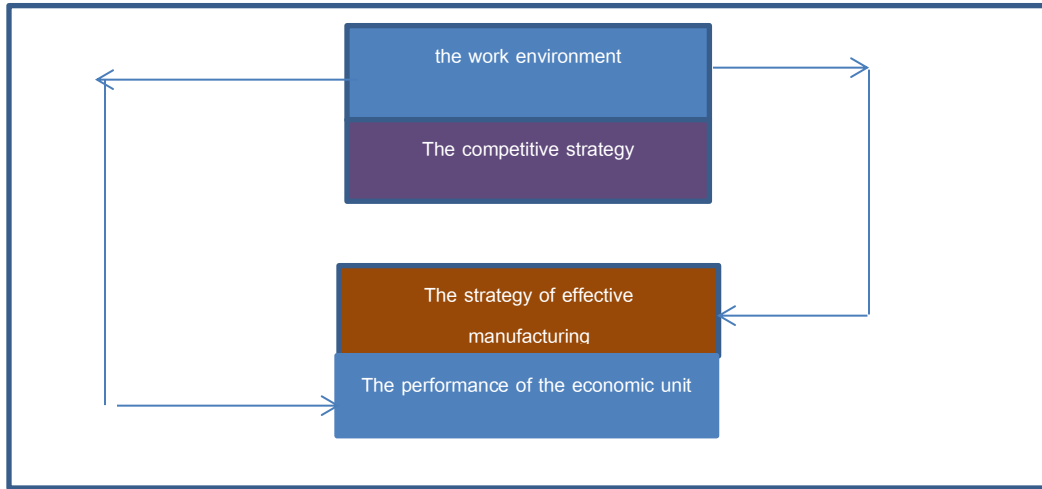 the work environment
The competitive strategy
The strategy of effective
manufacturing
The performance of the economic unit